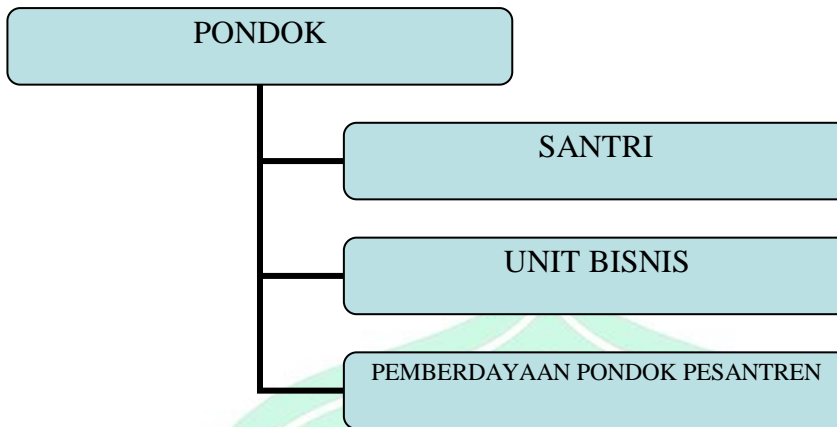 PONDOK
SANTRI
UNIT BISNIS
PEMBERDAYAAN PONDOK PESANTREN